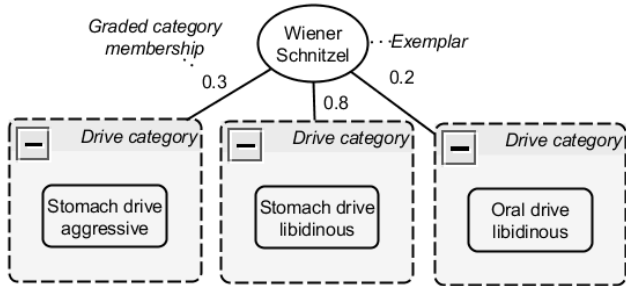 Graded category
membership
Wiener
Schnitzel
Exemplar
0.3
0.8
0.2
Drive category
Drive category
Drive category
Stomach drive
aggressive
Stomach drive
libidinous
Oral drive
libidinous